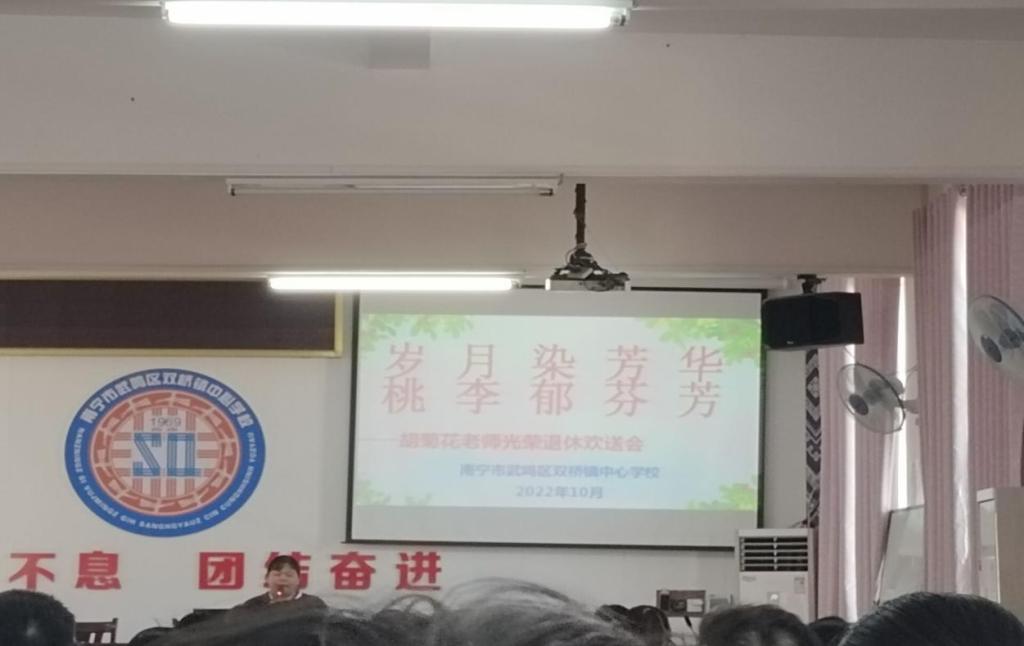 岁月染芳华
桃李郁芬芳
——胡菊花老师光荣退休欢送会
南宁市武鸣区双桥镇中心学校
2022年10月
南宁市武鸣区双桥镇中心学校
1969
SQ
不息 团结奋进